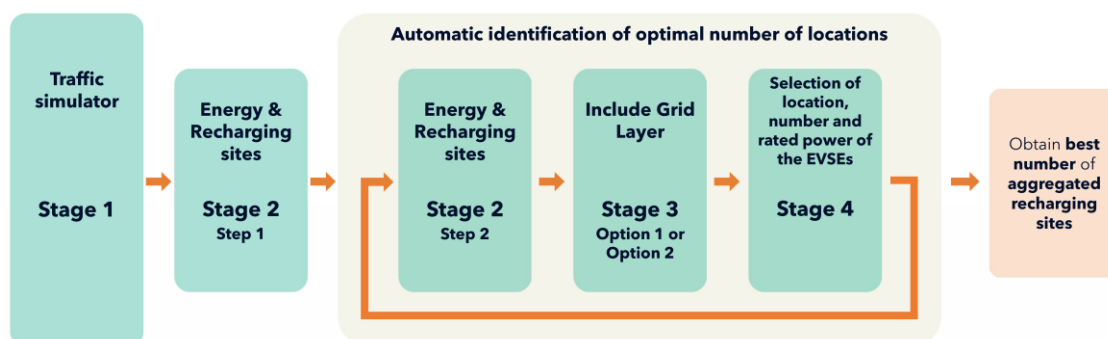 Automatic identification of optimal number of locations
Traffic
simulator
Stage 1
Energy &
Recharging
sites
Stage 2
Step 1
Energy &
Recharging
sites
Stage 2
Step 2
Include Grid
Layer
Stage 3
Option 1 or
Option 2
Selection of
location,
number and
rated power of
the EVSEs
Stage 4
Obtain best
number of
aggregated
recharging
sites